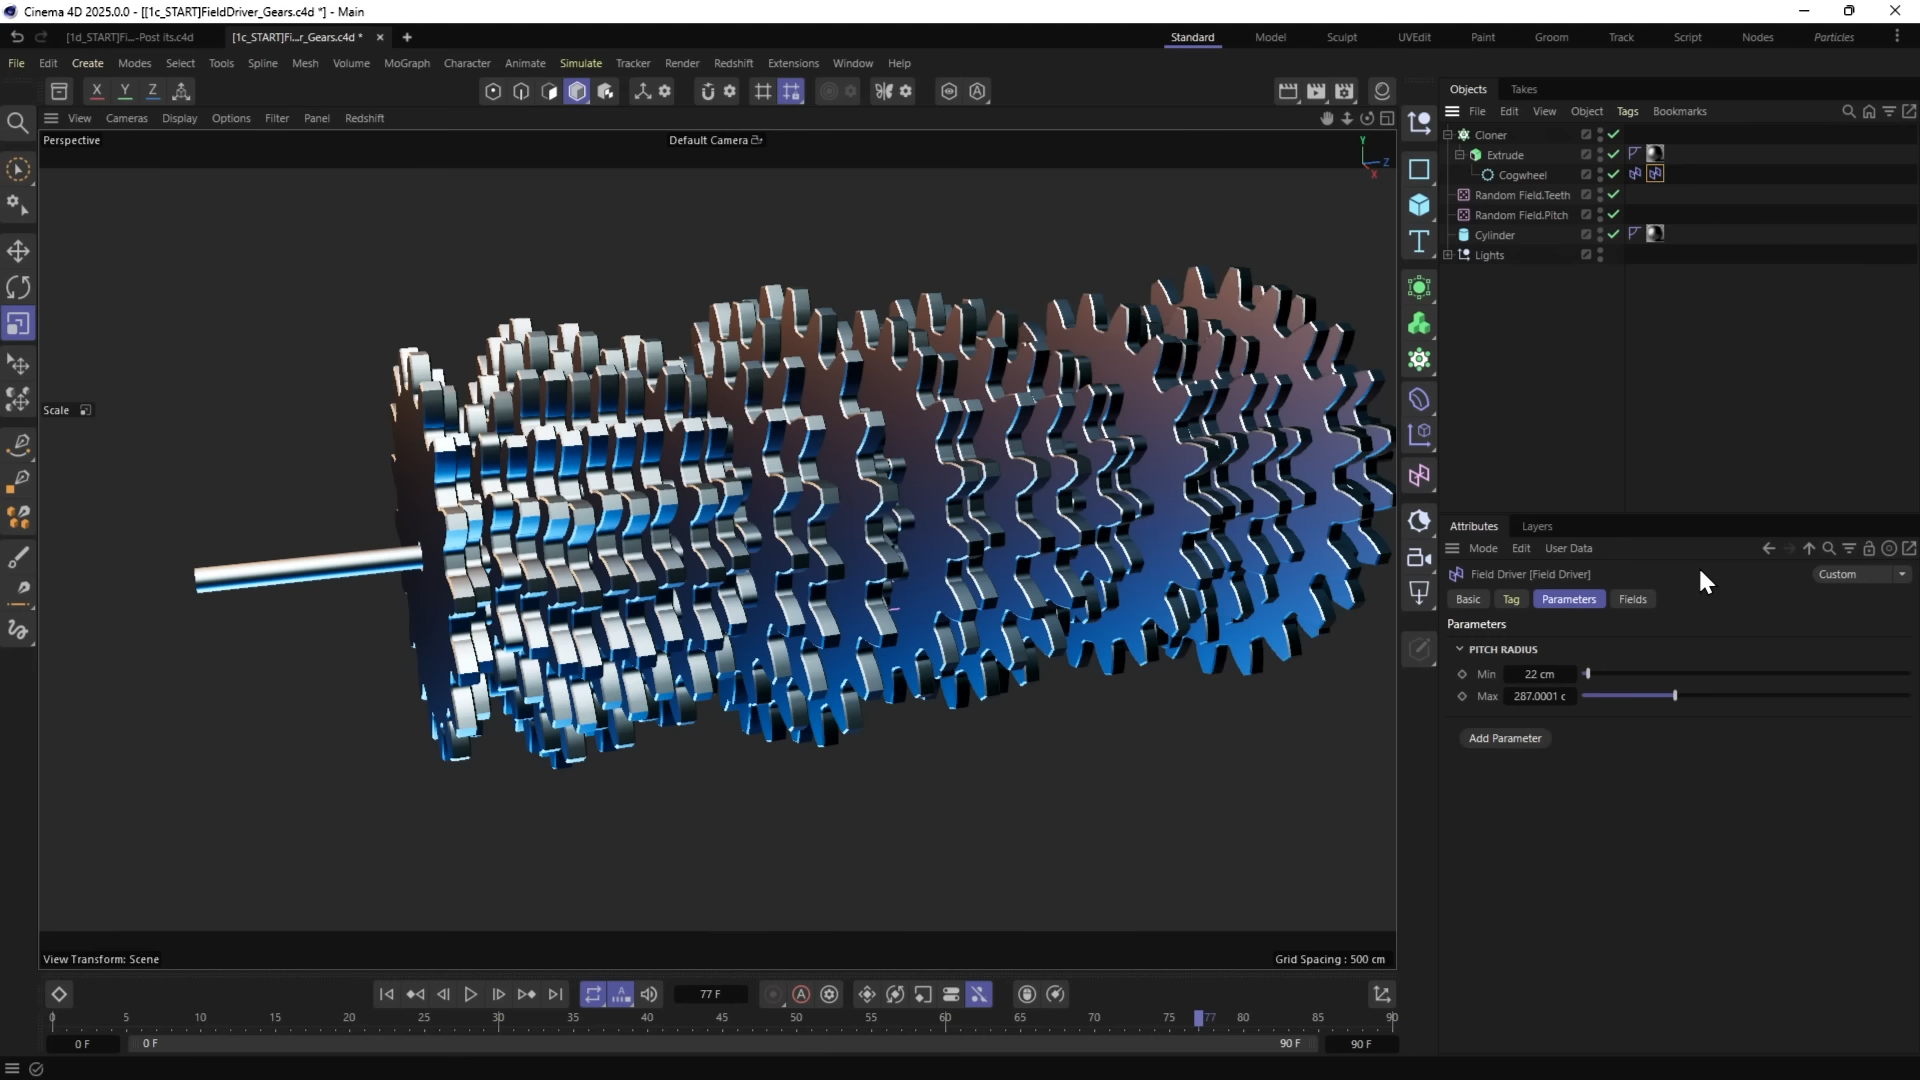 Cinema 4D 2025.0.0 - [[1c_START]FieldDriver_Gears.c4d *] - Main
[1d_START]Fi...-Post its.c4d
[1c_START]Fi...r_Gears.c4d *
Standard Model Sculpt UVEdit Paint Groom Track Script Nodes Particles
File Edit Create Modes Select Tools Spline Mesh Volume MoGraph Character Animate Simulate Tracker Render Redshift Extensions Window Help
X Y Z
View Cameras Display Options Filter Panel Redshift
Perspective
Default Camera
Y
Z
X
Scale
View Transform: Scene
Grid Spacing : 500 cm
77 F
0 5 10 15 20 25 30 35 40 45 50 55 60 65 70 75 77 80 85 90
0 F
0 F
90 F
90 F
Objects Takes
File Edit View Object Tags Bookmarks
Cloner
Extrude
Cogwheel
Random Field.Teeth
Random Field.Pitch
Cylinder
Lights
Attributes Layers
Mode Edit User Data
Field Driver [Field Driver]
Custom
Basic Tag Parameters Fields
Parameters
PITCH RADIUS
Min 22 cm
Max 287.0001 c
Add Parameter